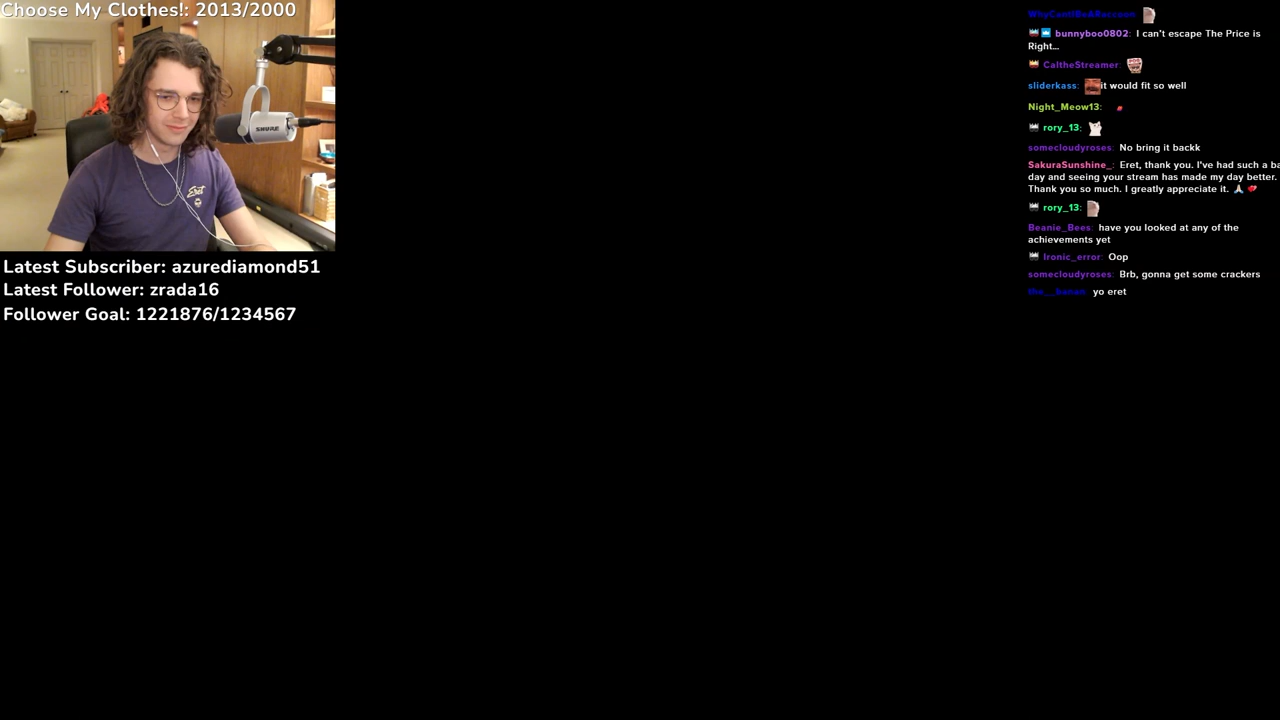 Choose My Clothes!: 2013/2000
SHURE
Eret
Latest Subscriber: azurediamond51
Latest Follower: zrada16
Follower Goal: 1221876/1234567
WhyCantIBeARaccoon
bunnyboo0802: I can't escape The Price is
Right...
CaltheStreamer:
sliderkass: it would fit so well
Night_Meow13:
rory_13:
somecloudyroses: No bring it backk
SakuraSunshine_: Eret, thank you. I've had such a ba
day and seeing your stream has made my day better.
Thank you so much. I greatly appreciate it. 🙏🏻 💓
rory_13:
Beanie_Bees: have you looked at any of the
achievements yet
Ironic_error: Oop
somecloudyroses: Brb, gonna get some crackers
yo eret